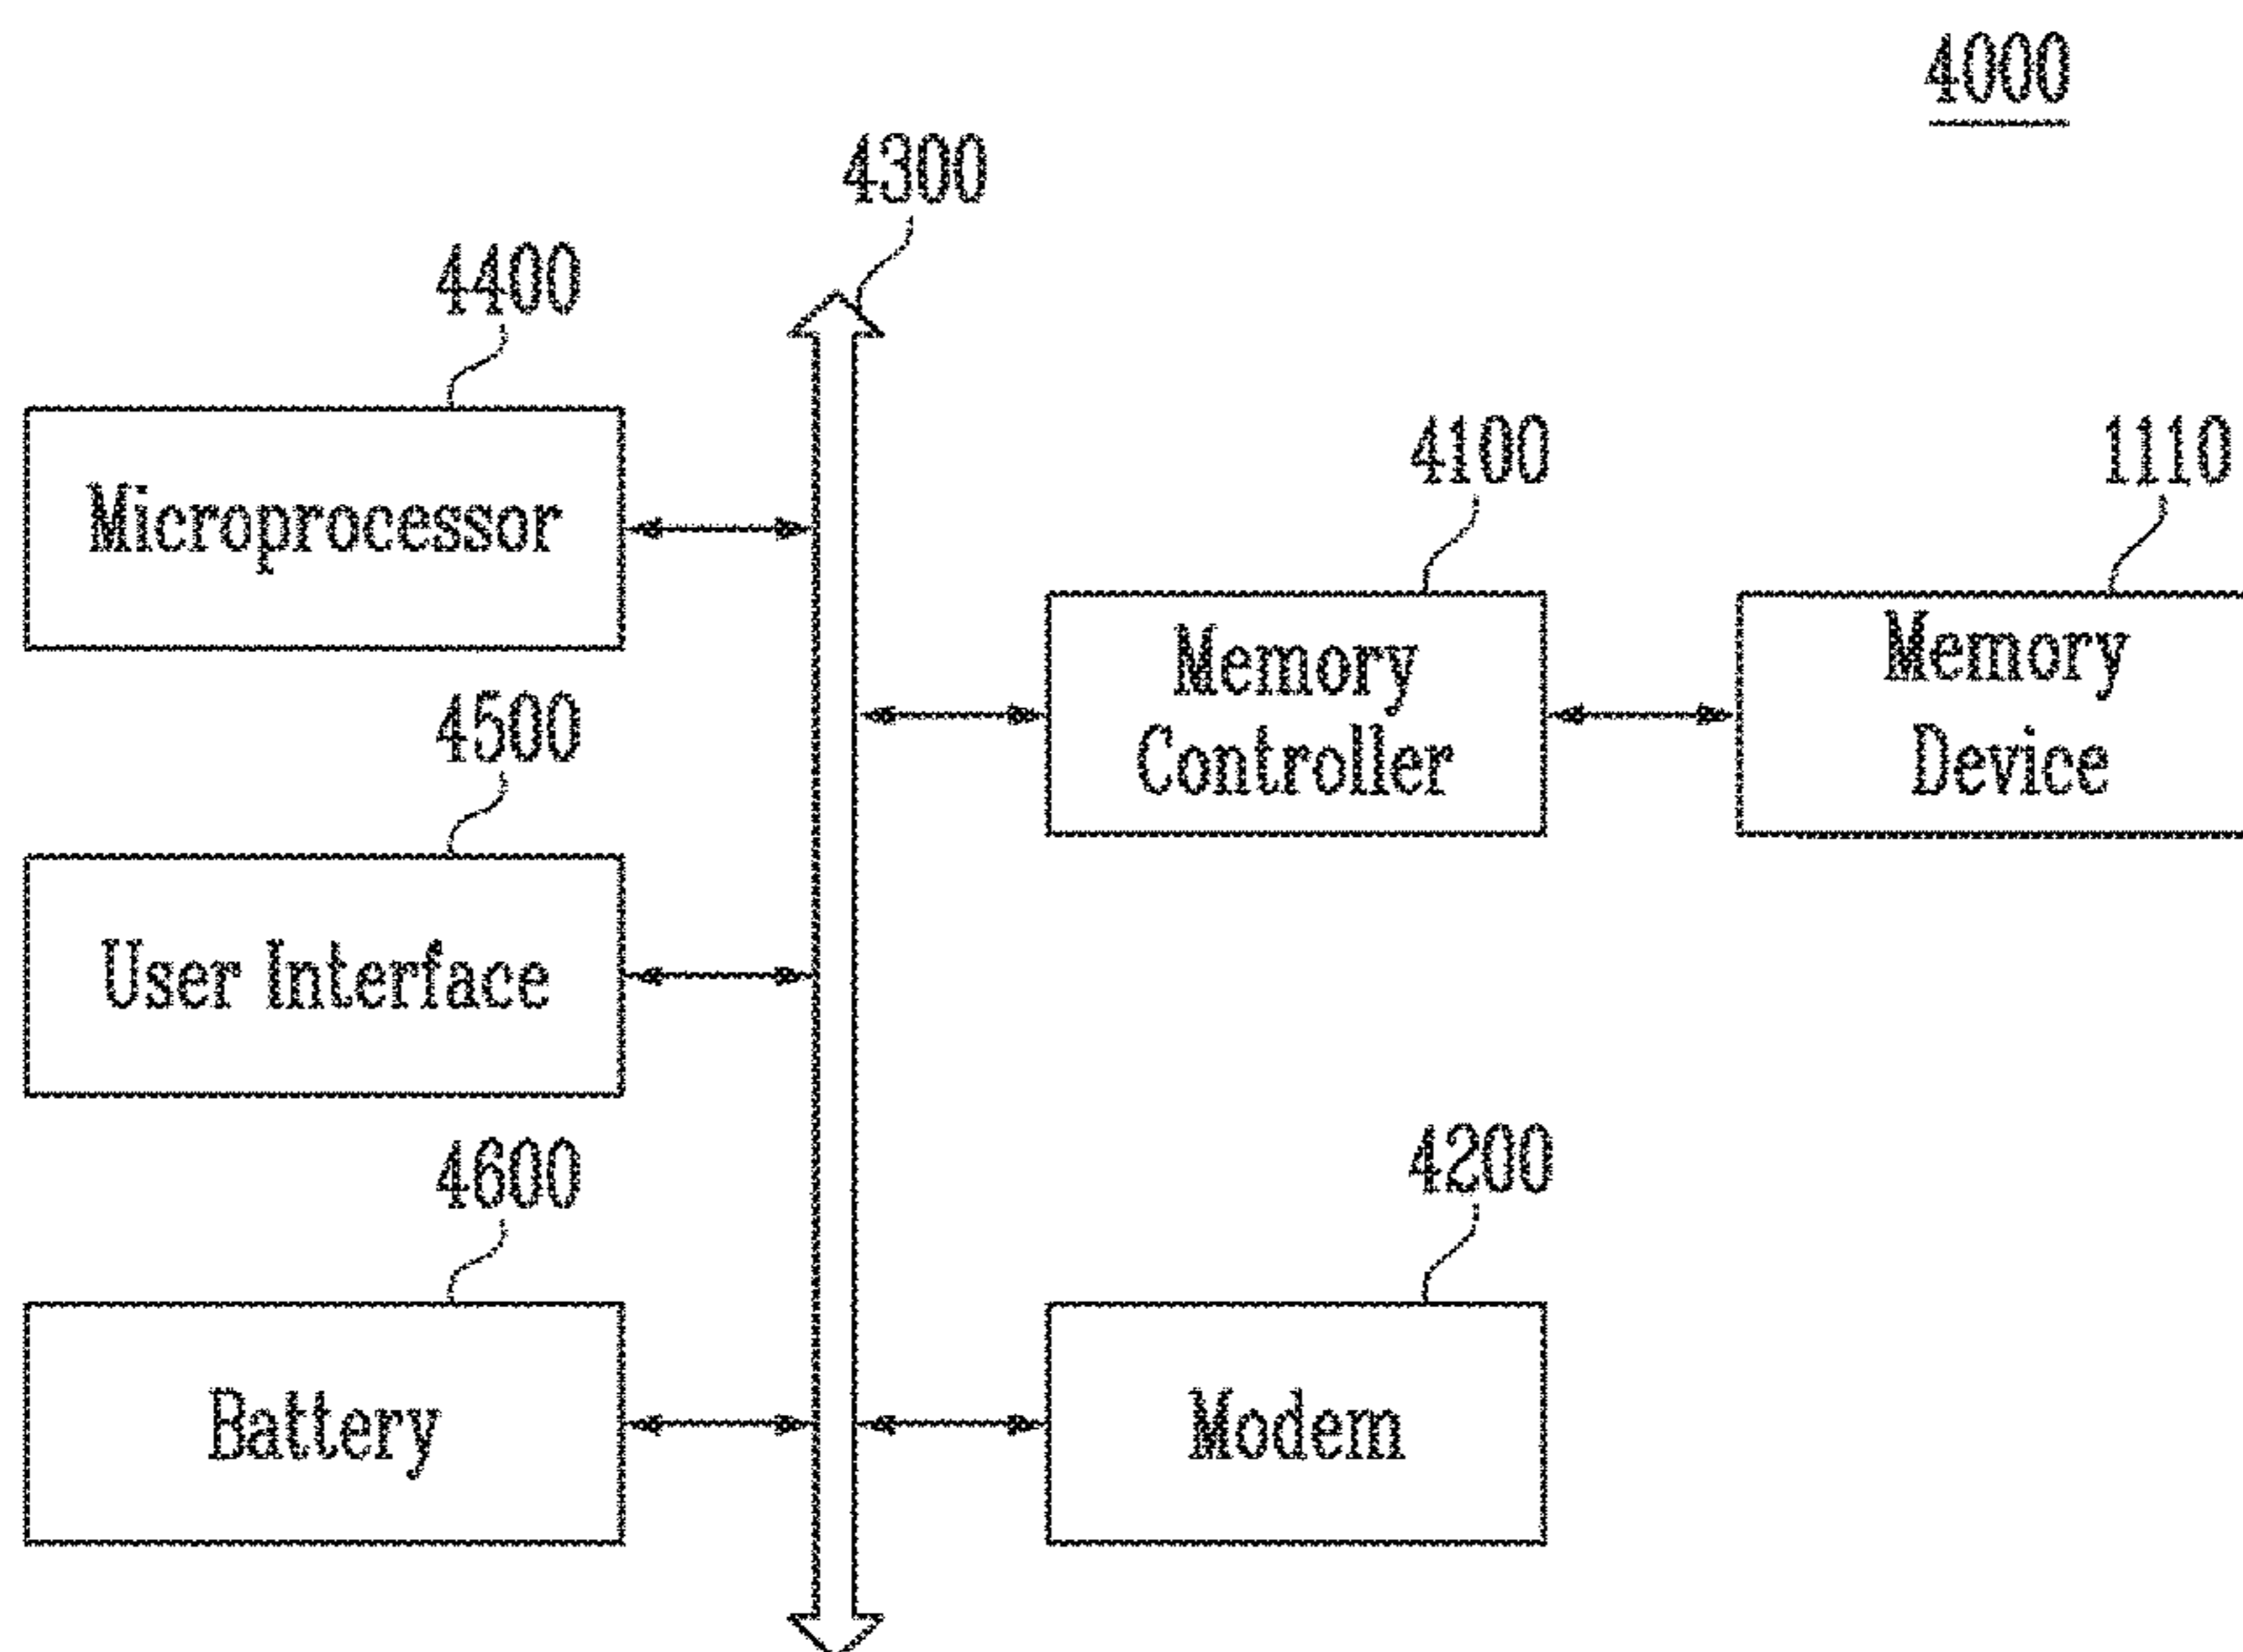 4000
4300
4400
Microprocessor
4100
1110
Memory
Controller
Memory
Device
4500
User Interface
4600
Battery
4200
Modem